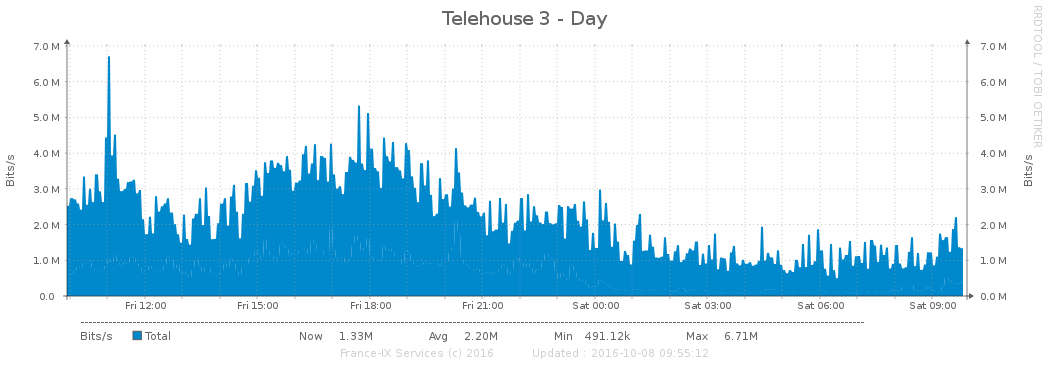 Telehouse 3 - Day
RRDTOOL / TOBI OETIKER
Bits/s
Bits/s
7.0 M 7.0 M
6.0 M 6.0 M
5.0 M 5.0 M
4.0 M 4.0 M
3.0 M 3.0 M
2.0 M 2.0 M
1.0 M 1.0 M
0.0 0.0 M
Fri 12:00 Fri 15:00 Fri 18:00 Fri 21:00 Sat 00:00 Sat 03:00 Sat 06:00 Sat 09:00
Bits/s Total Now 1.33M Avg 2.20M Min 491.12k Max 6.71M
France-IX Services (c) 2016 Updated : 2016-10-08 09:55:12